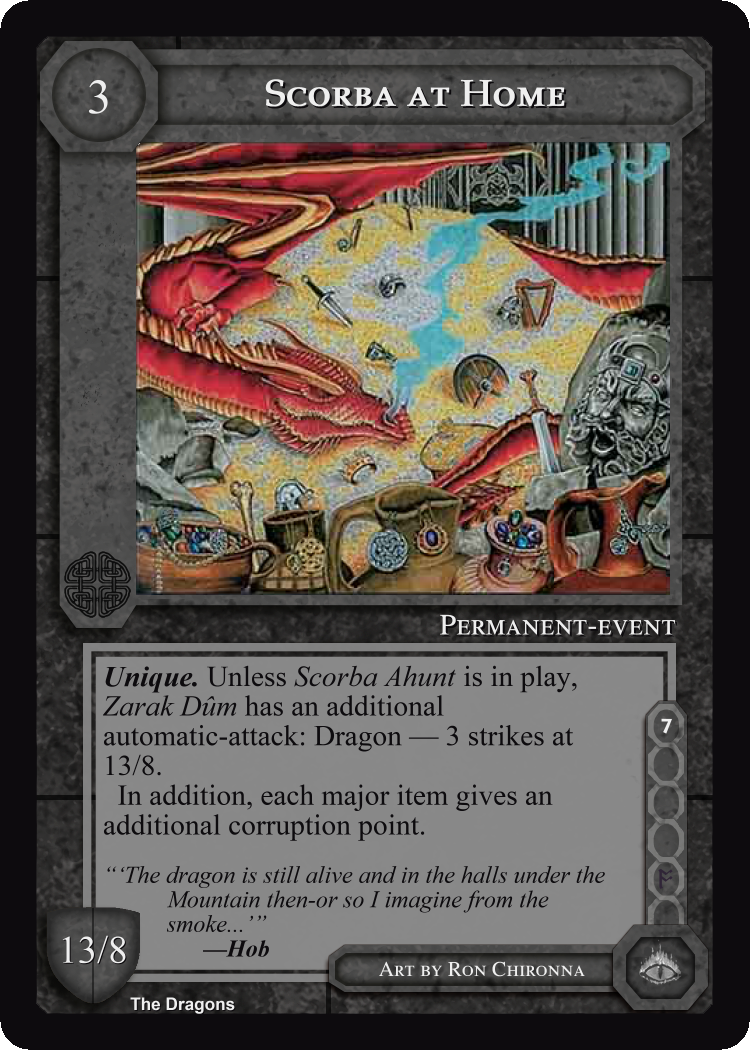 3
SCORBA AT HOME
PERMANENT-EVENT
Unique. Unless Scorba Ahunt is in play,
Zarak Dûm has an additional
automatic-attack: Dragon — 3 strikes at
13/8.
In addition, each major item gives an
additional corruption point.
7
“‘The dragon is still alive and in the halls under the
Mountain then-or so I imagine from the
smoke...’”
—Hob
13/8
ART BY RON CHIRONNA
The Dragons